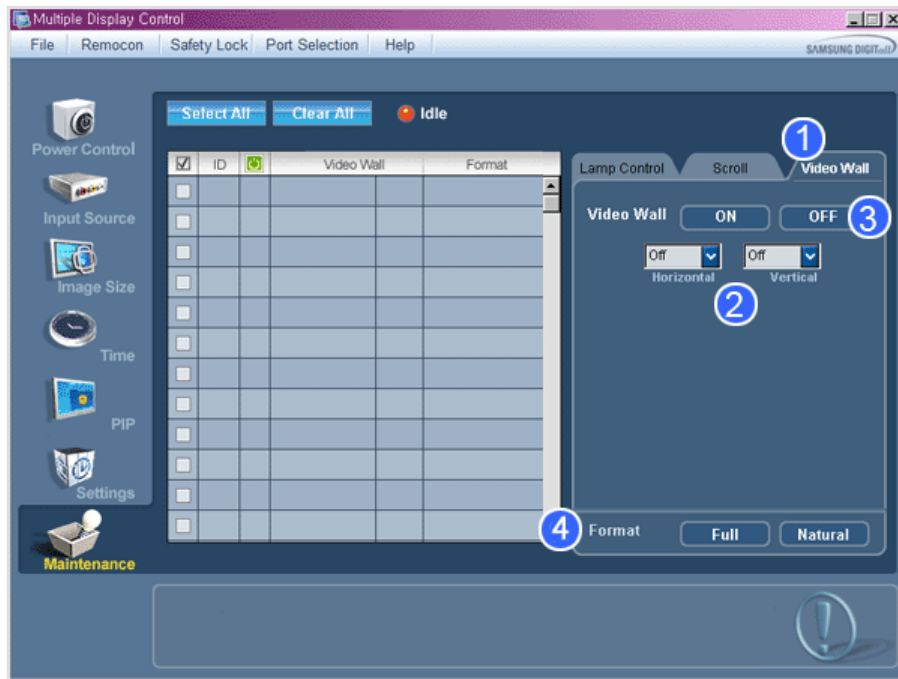 Multiple Display Control
File Remocon Safety Lock Port Selection Help
SAMSUNG DIGITall
Select All Clear All Idle
Power Control
Input Source
Image Size
Time
PIP
Settings
Maintenance
ID Video Wall Format
1
Lamp Control Scroll Video Wall
Video Wall ON OFF 3
Off Off
Horizontal Vertical
2
4 Format Full Natural